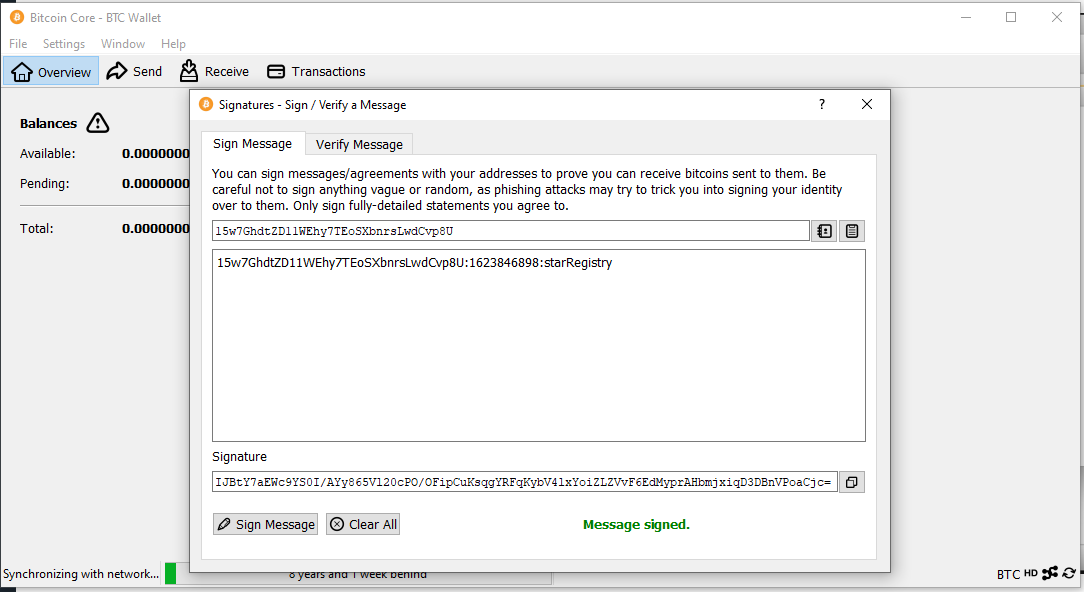 Bitcoin Core - BTC Wallet
File Settings Window Help
Overview Send Receive Transactions
Signatures - Sign / Verify a Message
? 
Balances
Available: 0.0000000
Pending: 0.0000000
Total: 0.0000000
Sign Message Verify Message
You can sign messages/agreements with your addresses to prove you can receive bitcoins sent to them. Be
careful not to sign anything vague or random, as phishing attacks may try to trick you into signing your identity
over to them. Only sign fully-detailed statements you agree to.
15w7GhdtZD11WEhy7TEoSXbnrsLwdCvp8U
15w7GhdtZD11WEhy7TEoSXbnrsLwdCvp8U:1623846898:starRegistry
Signature
IJBtY7aEWc9YS0I/AYy865Vl20cPO/OFipCuKsqgYRFqKybV4lxYoiZLZVvF6EdMyprAHbmjxiqD3DBnVPoaCjc=
Sign Message Clear All Message signed.
Synchronizing with network... 8 years and 1 week behind BTC HD